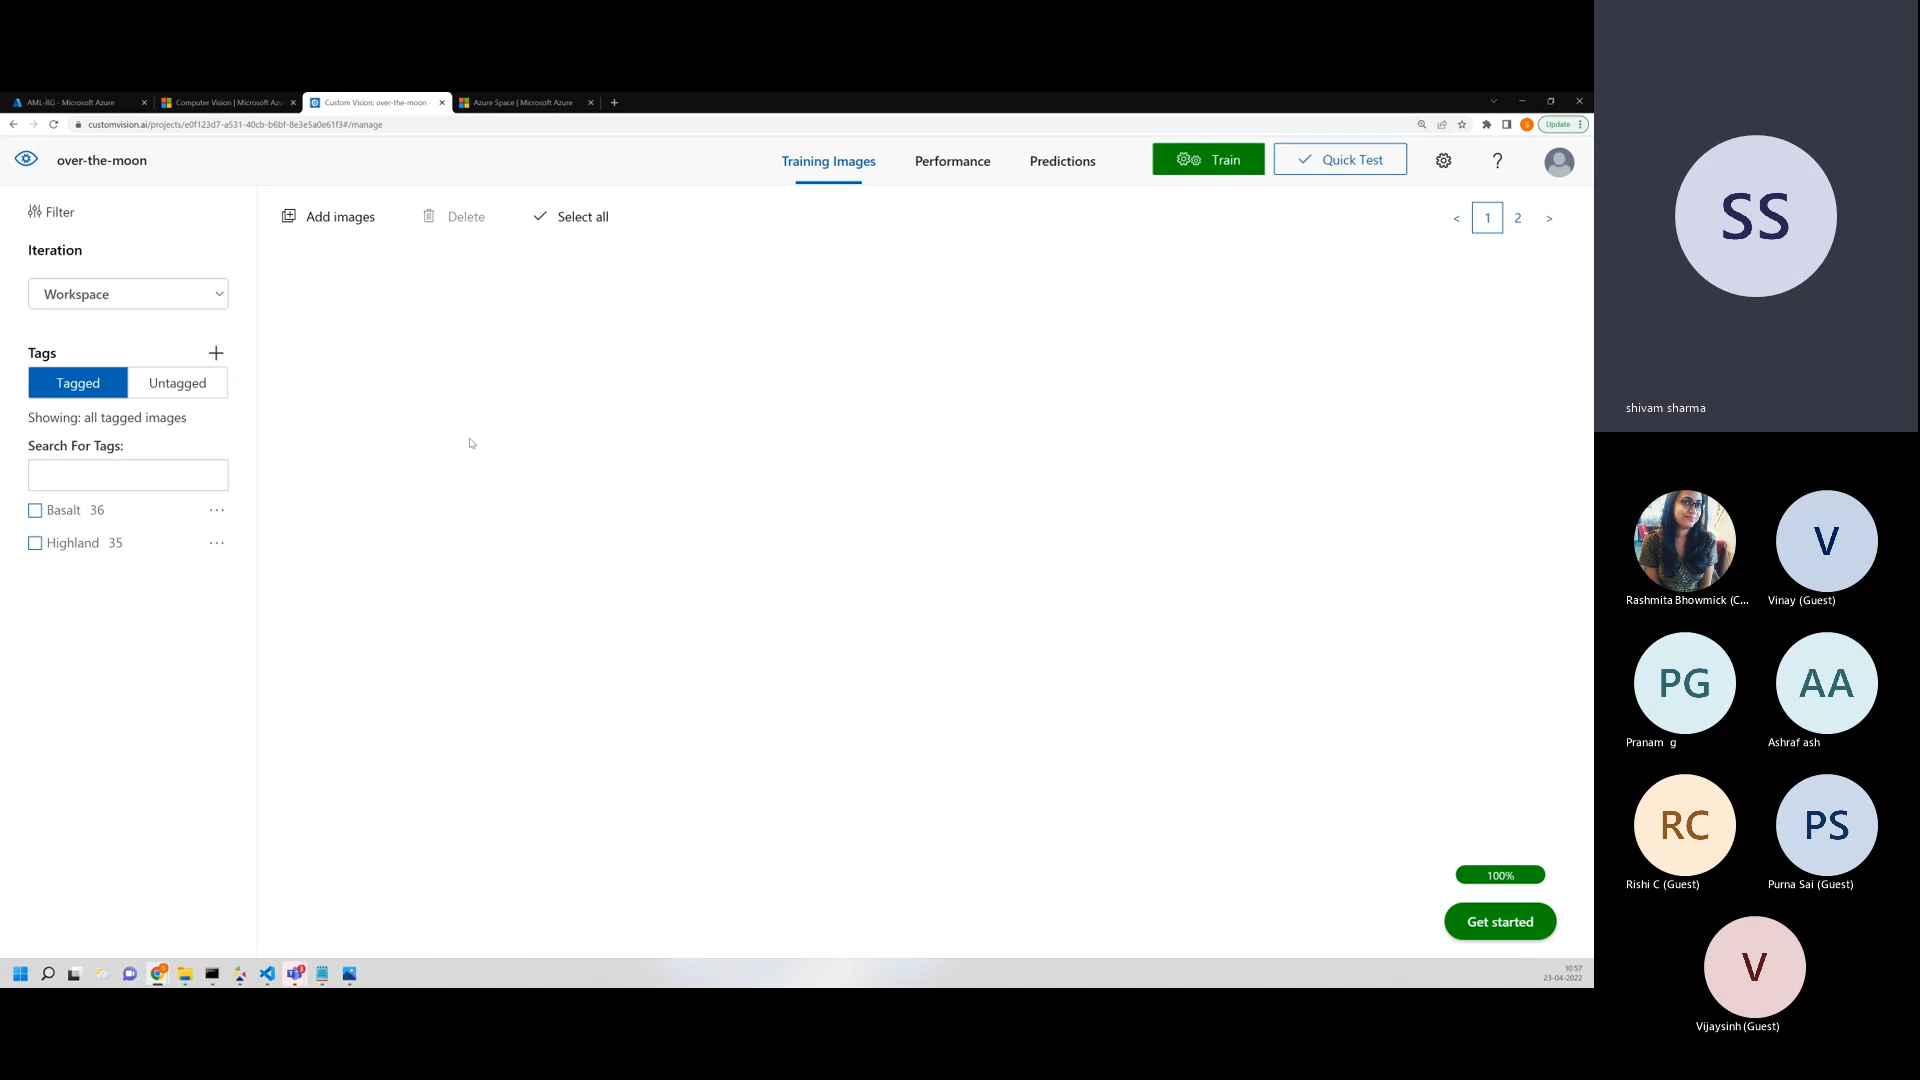 AML-RG - Microsoft Azure
Computer Vision | Microsoft Azu
Custom Vision: over-the-moon -
Azure Space | Microsoft Azure
customvision.ai/projects/e0f123d7-a531-40cb-b6bf-8e3e5a0e61f3#/manage
S
Update
over-the-moon
Training Images
Performance
Predictions
Train
Quick Test
?
Filter
Add images
Delete
Select all
< 1 2 >
Iteration
Workspace
Tags
Tagged
Untagged
Showing: all tagged images
Search For Tags:
Basalt 36
Highland 35
100%
Get started
10:57
23-04-2022
SS
shivam sharma
Rashmita Bhowmick (C...
V
Vinay (Guest)
PG
Pranam g
AA
Ashraf ash
RC
Rishi C (Guest)
PS
Purna Sai (Guest)
V
Vijaysinh (Guest)